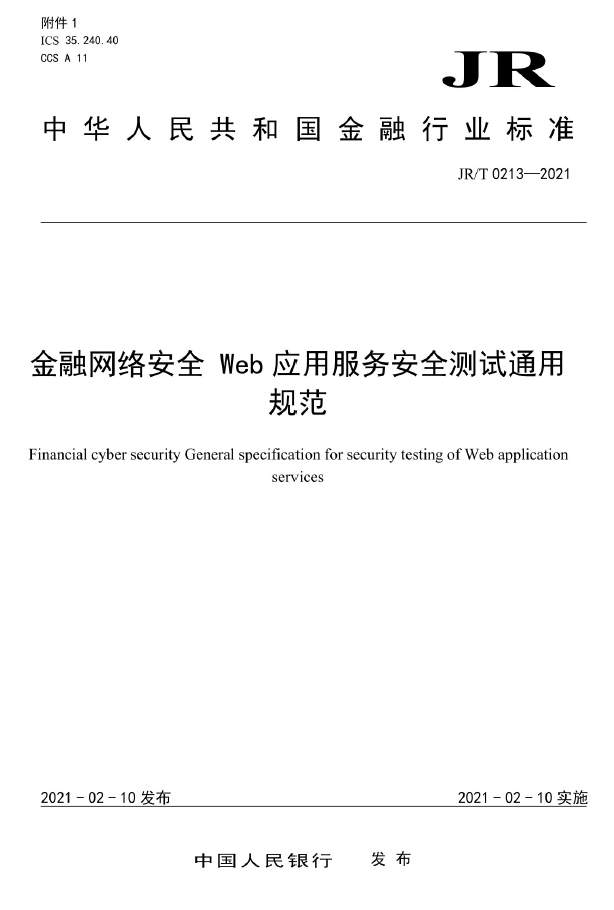 附件 1
ICS 35.240.40
CCS A 11
JR
中华人民共和国金融行业标准
JR/T 0213—2021
金融网络安全 Web 应用服务安全测试通用
规范
Financial cyber security General specification for security testing of Web application
services
2021－02－10 发布
2021－02－10 实施
中国人民银行 发 布